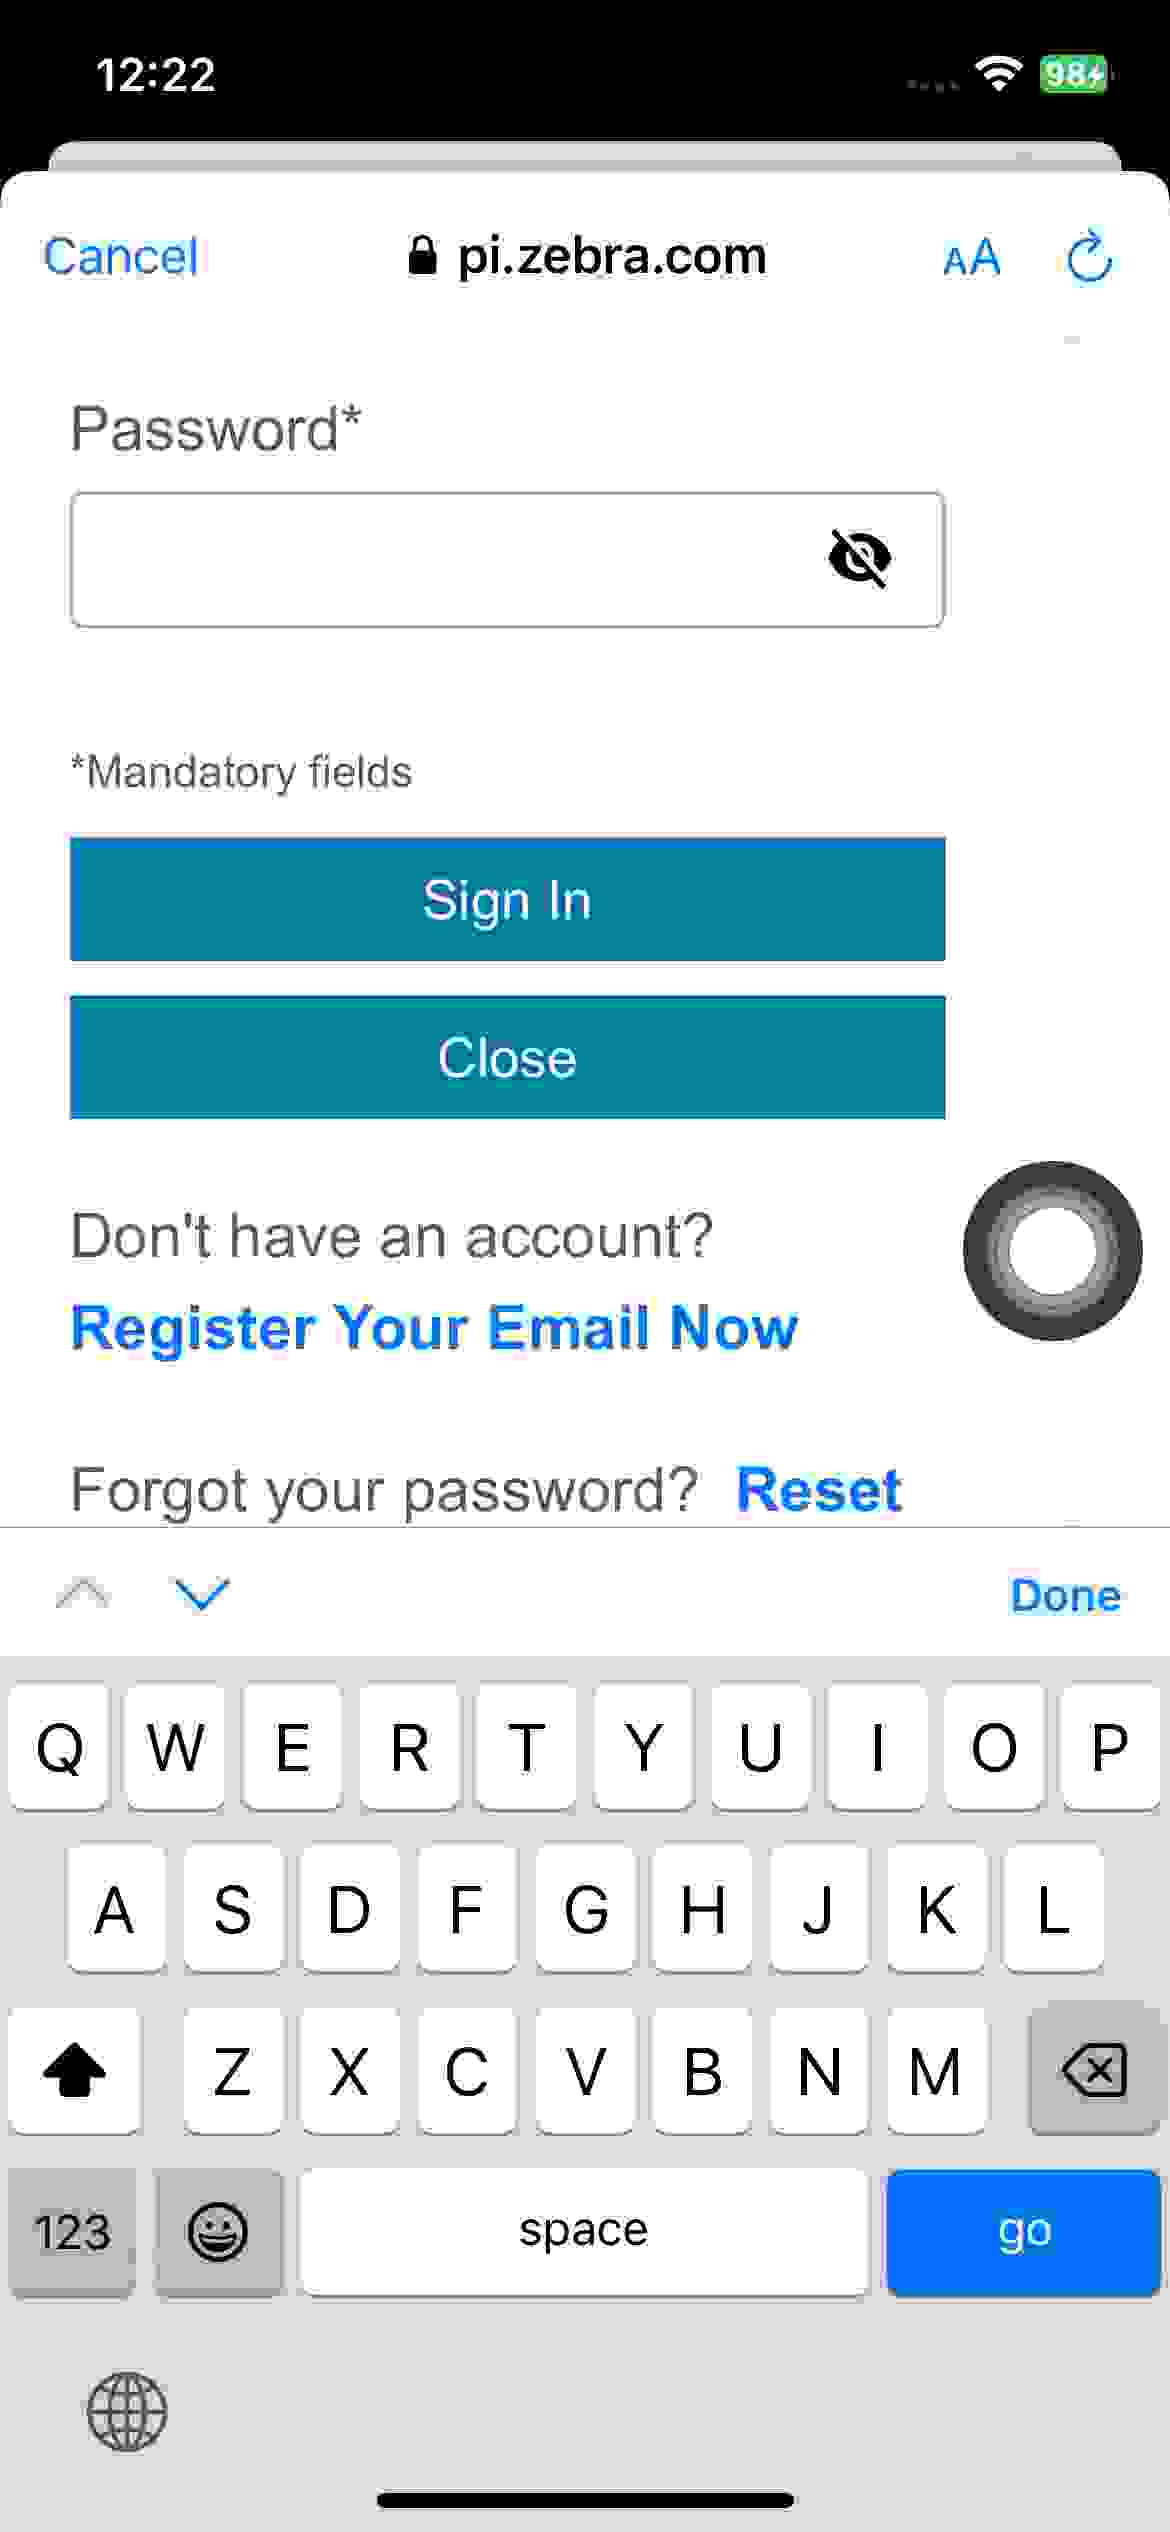 12:22
98
Cancel
pi.zebra.com
AA
Password*
*Mandatory fields
Sign In
Close
Don't have an account?
Register Your Email Now
Forgot your password? Reset
Done
Q W E R T Y U I O P
A S D F G H J K L
Z X C V B N M
123 space go